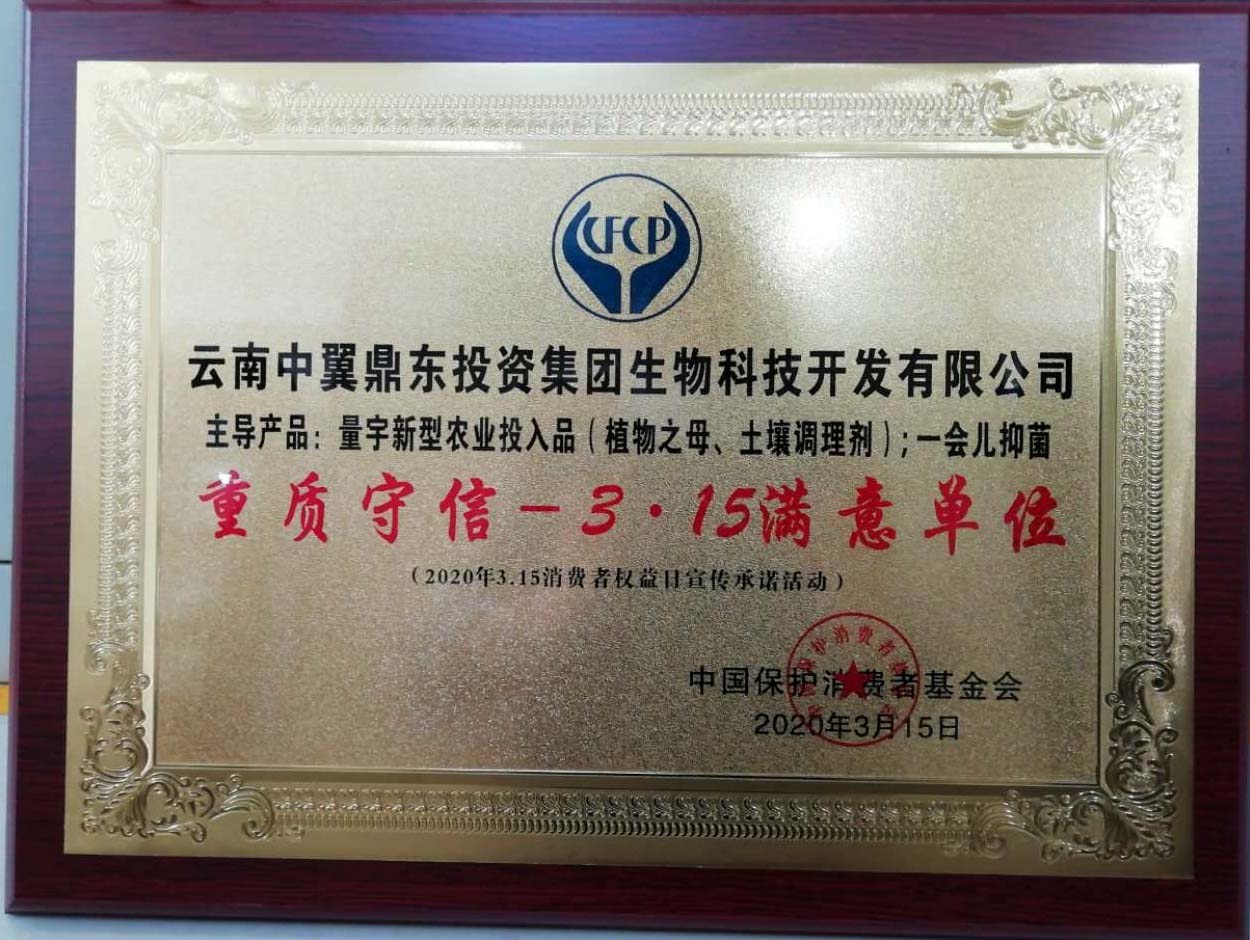 CFCP
云南中翼鼎东投资集团生物科技开发有限公司
主导产品：量宇新型农业投入品（植物之母、土壤调理剂）；一会儿抑菌
重质守信－3·15满意单位
（2020年3.15消费者权益日宣传承诺活动）
中国保护消费者基金会
2020年3月15日